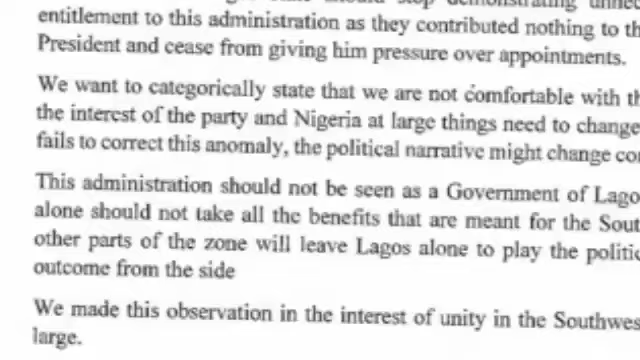 should stop demonstrating
entitlement to this administration as they contributed nothing to
President and cease from giving him pressure over appointments.
We want to categorically state that we are not comfortable with
the interest of the party and Nigeria at large things need to change
fails to correct this anomaly, the political narrative might change
This administration should not be seen as a Government of Lago
alone should not take all the benefits that are meant for the Sout
other parts of the zone will leave Lagos alone to play the politic
outcome from the side
We made this observation in the interest of unity in the Southwes
large.